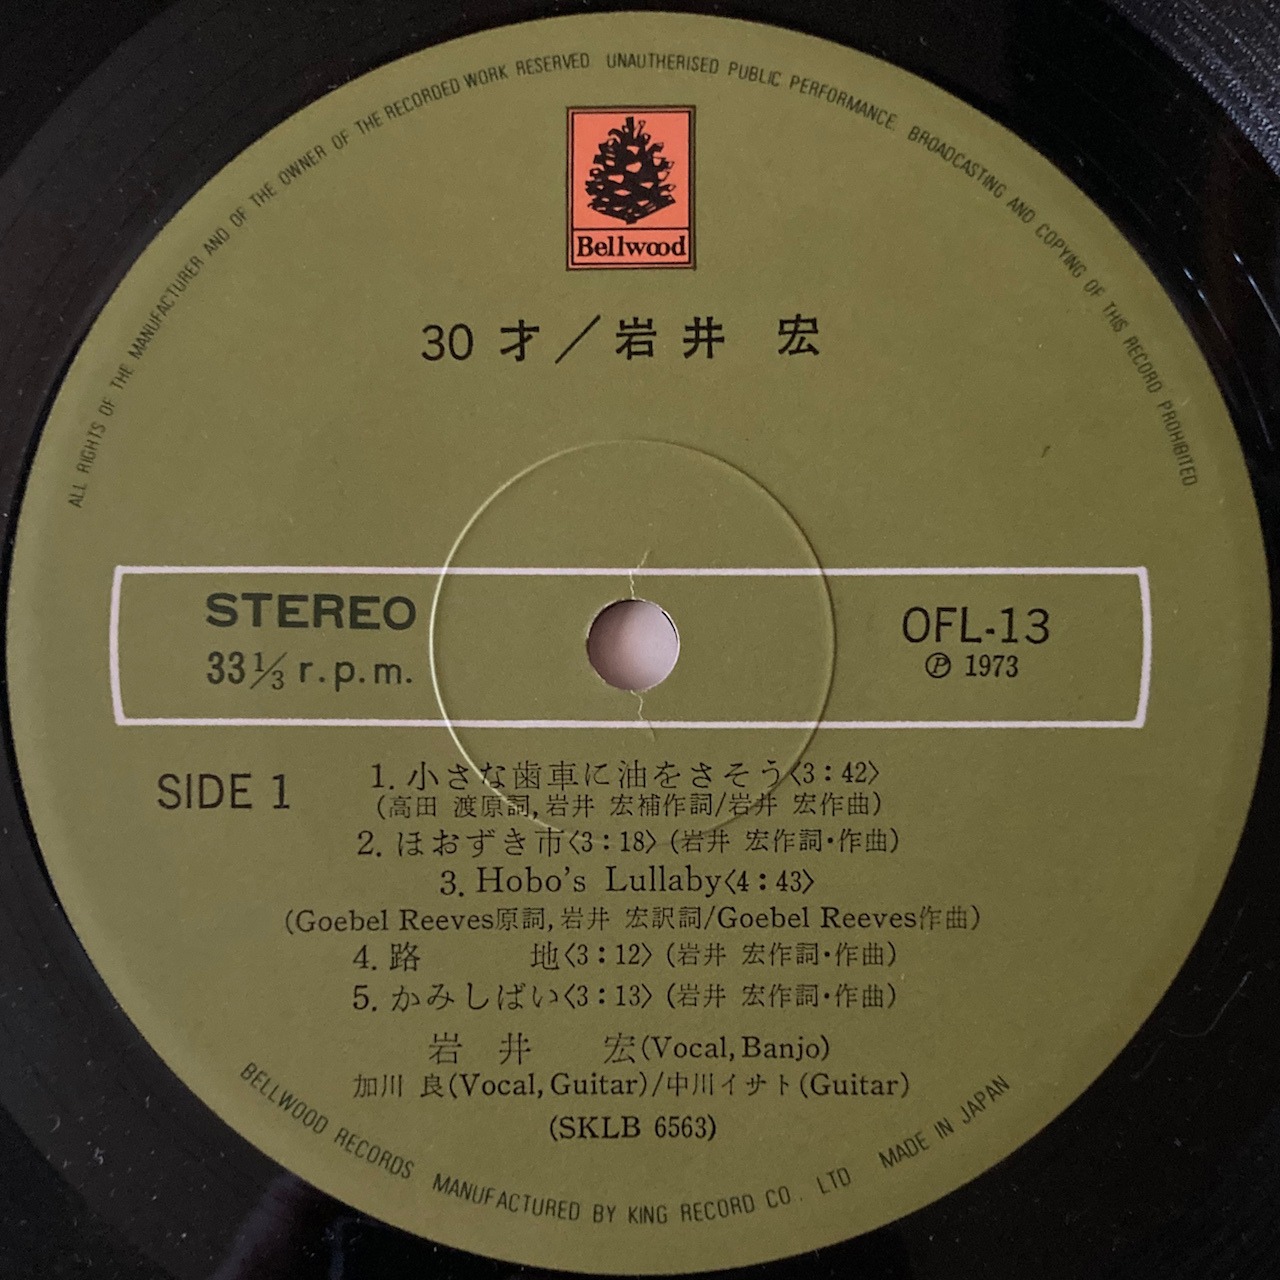 ALL RIGHTS OF THE MANUFACTURER AND OF THE OWNER OF THE RECORDED WORK RESERVED UNAUTHERISED PUBLIC PERFORMANCE. BROADCASTING AND COPYING OF THIS RECORD PROHIBITED
Bellwood
30 才／岩井 宏
STEREO
33⅓ r.p.m.
OFL-13
Ⓟ 1973
SIDE 1
1. 小さな歯車に油をさそう〈3：42〉
(高田 渡原詞, 岩井 宏補作詞/岩井 宏作曲)
2. ほおずき市〈3：18〉(岩井 宏作詞・作曲)
3. Hobo's Lullaby〈4：43〉
(Goebel Reeves原詞, 岩井 宏訳詞/Goebel Reeves作曲)
4. 路 地〈3：12〉(岩井 宏作詞・作曲)
5. かみしばい〈3：13〉(岩井 宏作詞・作曲)
岩 井 宏(Vocal, Banjo)
加川 良(Vocal, Guitar)/中川イサト(Guitar)
(SKLB 6563)
BELLWOOD RECORDS MANUFACTURED BY KING RECORD CO., LTD MADE IN JAPAN